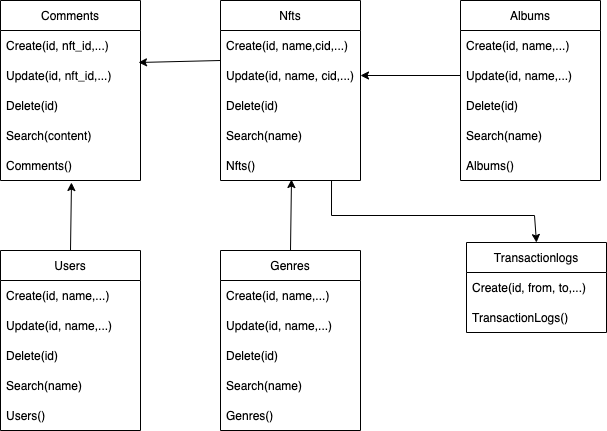 Comments
Create(id, nft_id,...)
Update(id, nft_id,...)
Delete(id)
Search(content)
Comments()
Nfts
Create(id, name,cid,...)
Update(id, name, cid,...)
Delete(id)
Search(name)
Nfts()
Albums
Create(id, name,...)
Update(id, name,...)
Delete(id)
Search(name)
Albums()
Users
Create(id, name,...)
Update(id, name,...)
Delete(id)
Search(name)
Users()
Genres
Create(id, name,...)
Update(id, name,...)
Delete(id)
Search(name)
Genres()
Transactionlogs
Create(id, from, to,...)
TransactionLogs()